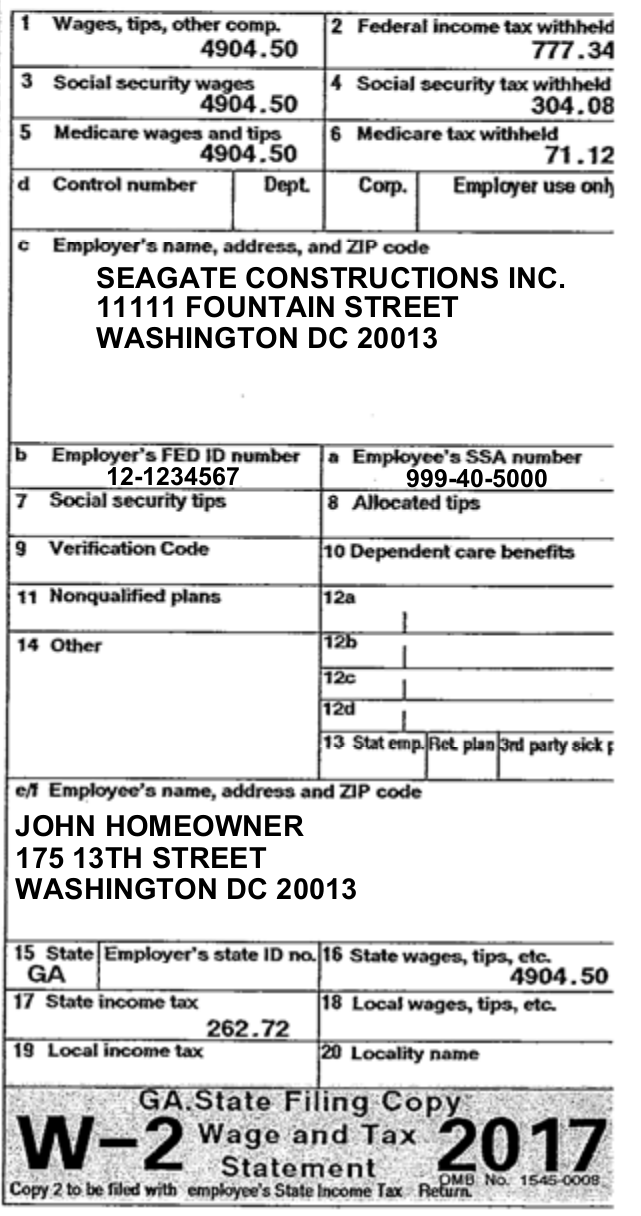 1 Wages, tips, other comp.
4904.50
2 Federal income tax withheld
777.34
3 Social security wages
4904.50
4 Social security tax withheld
304.08
5 Medicare wages and tips
4904.50
6 Medicare tax withheld
71.12
d Control number
Dept.
Corp.
Employer use only
c Employer's name, address, and ZIP code
SEAGATE CONSTRUCTIONS INC.
11111 FOUNTAIN STREET
WASHINGTON DC 20013
b Employer's FED ID number
12-1234567
a Employee's SSA number
999-40-5000
7 Social security tips
8 Allocated tips
9 Verification Code
10 Dependent care benefits
11 Nonqualified plans
12a
14 Other
12b
12c
12d
13 Stat emp.
Ret. plan
3rd party sick p
e/f Employee's name, address and ZIP code
JOHN HOMEOWNER
175 13TH STREET
WASHINGTON DC 20013
15 State
GA
Employer's state ID no.
16 State wages, tips, etc.
4904.50
17 State income tax
262.72
18 Local wages, tips, etc.
19 Local income tax
20 Locality name
GA.State Filing Copy
W-2
Wage and Tax
Statement
2017
OMB No. 1545-0008
Copy 2 to be filed with employee's State Income Tax Return.